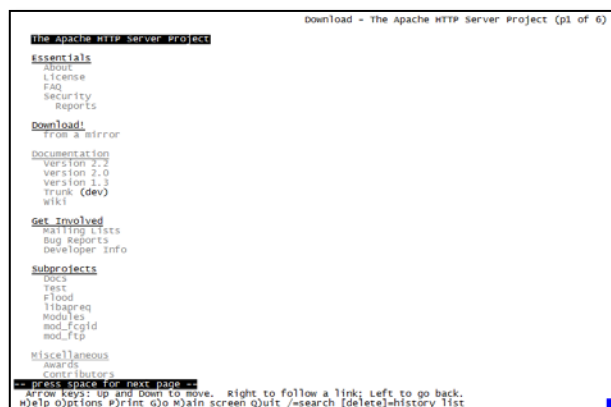 Download - The Apache HTTP Server Project (p1 of 6)
The Apache HTTP Server Project
Essentials
About
License
FAQ
Security
Reports
Download!
From a mirror
Documentation
Version 2.2
Version 2.0
Version 1.3
Trunk (dev)
Wiki
Get Involved
Mailing Lists
Bug Reports
Developer Info
Subprojects
Docs
Test
Flood
libapreq
Modules
mod_fcgid
mod_ftp
Miscellaneous
Awards
Contributors
-- press space for next page --
Arrow keys: Up and Down to move. Right to follow a link; Left to go back.
H)elp O)ptions P)rint G)o M)ain screen Q)uit /=search [delete]=history list